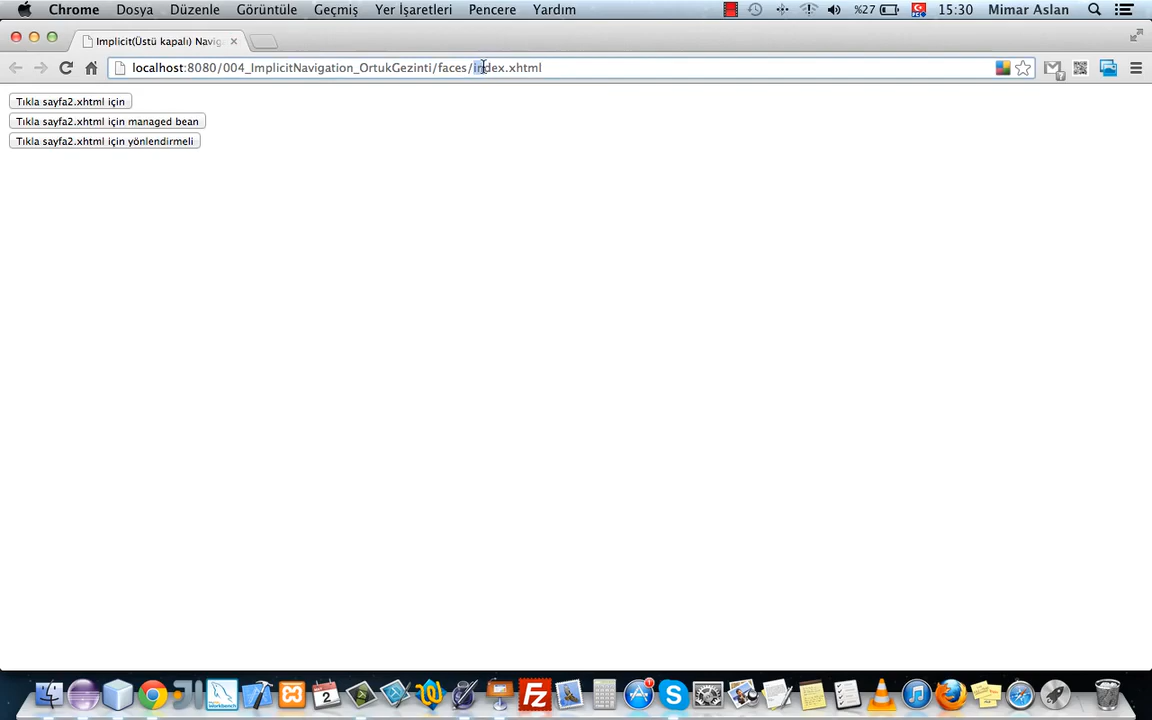 Chrome Dosya Düzenle Görüntüle Geçmiş Yer İşaretleri Pencere Yardım %27 15:30 Mimar Aslan
Implicit(Üstü kapalı) Navig
localhost:8080/004_ImplicitNavigation_OrtukGezinti/faces/index.xhtml
Tıkla sayfa2.xhtml için
Tıkla sayfa2.xhtml için managed bean
Tıkla sayfa2.xhtml için yönlendirmeli